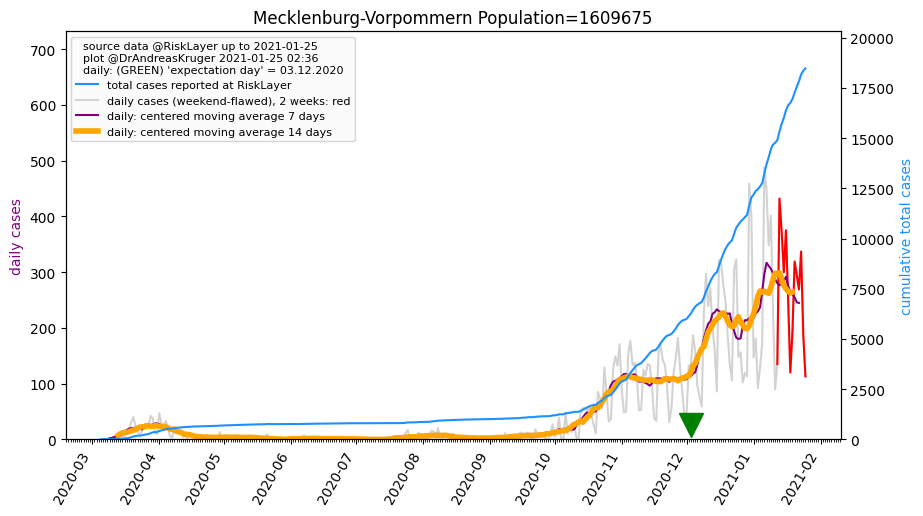 Mecklenburg-Vorpommern Population=1609675
source data @RiskLayer up to 2021-01-25
plot @DrAndreasKruger 2021-01-25 02:36
daily: (GREEN) 'expectation day' = 03.12.2020
total cases reported at RiskLayer
daily cases (weekend-flawed), 2 weeks: red
daily: centered moving average 7 days
daily: centered moving average 14 days
daily cases
700
600
500
400
300
200
100
0
cumulative total cases
20000
17500
15000
12500
10000
7500
5000
2500
0
2020-03
2020-04
2020-05
2020-06
2020-07
2020-08
2020-09
2020-10
2020-11
2020-12
2021-01
2021-02